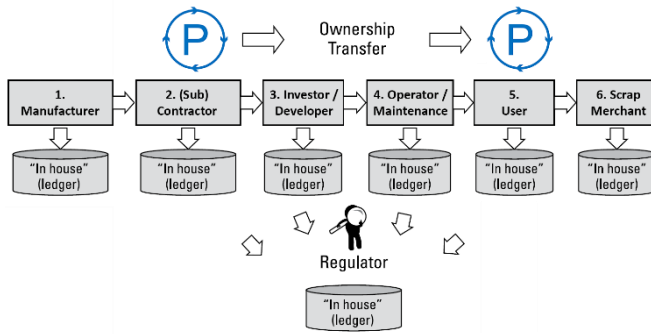 P
Ownership
Transfer
P
1.
Manufacturer
2. (Sub)
Contractor
3. Investor /
Developer
4. Operator /
Maintenance
5.
User
6. Scrap
Merchant
"In house"
(ledger)
"In house"
(ledger)
"In house"
(ledger)
"In house"
(ledger)
"In house"
(ledger)
"In house"
(ledger)
Regulator
"In house"
(ledger)